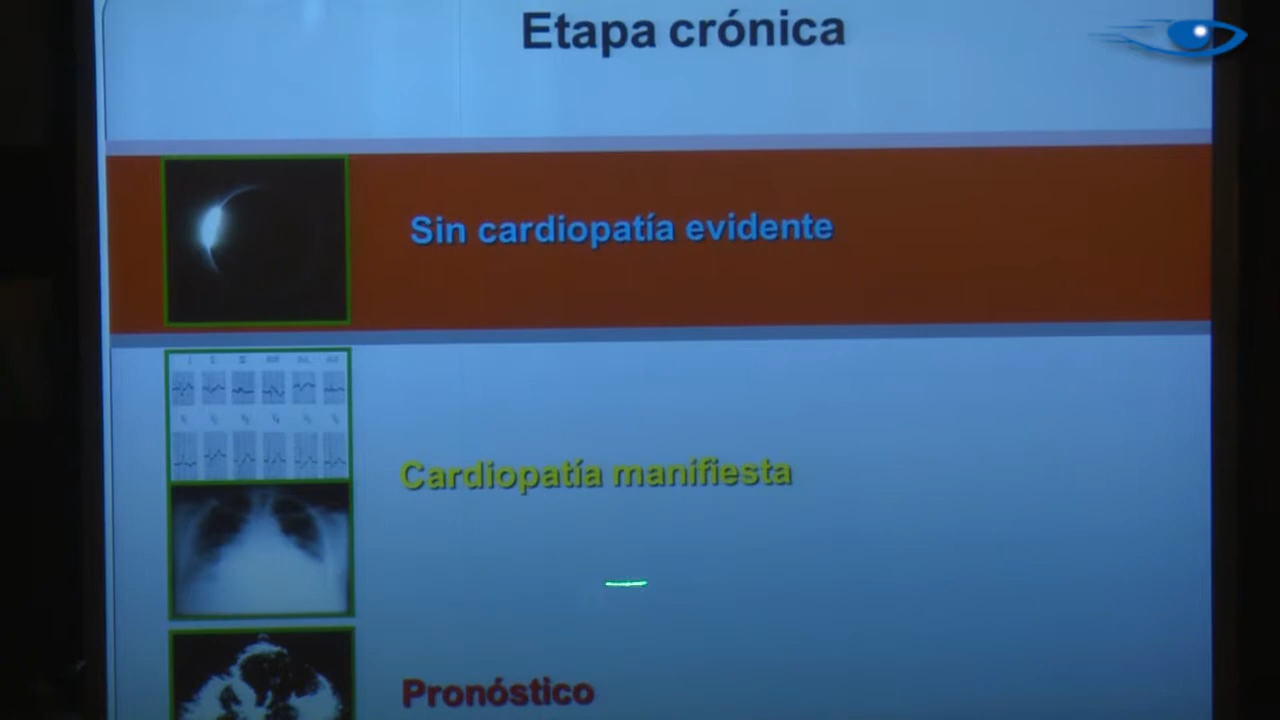 Etapa crónica
Sin cardiopatía evidente
Cardiopatía manifiesta
Pronóstico